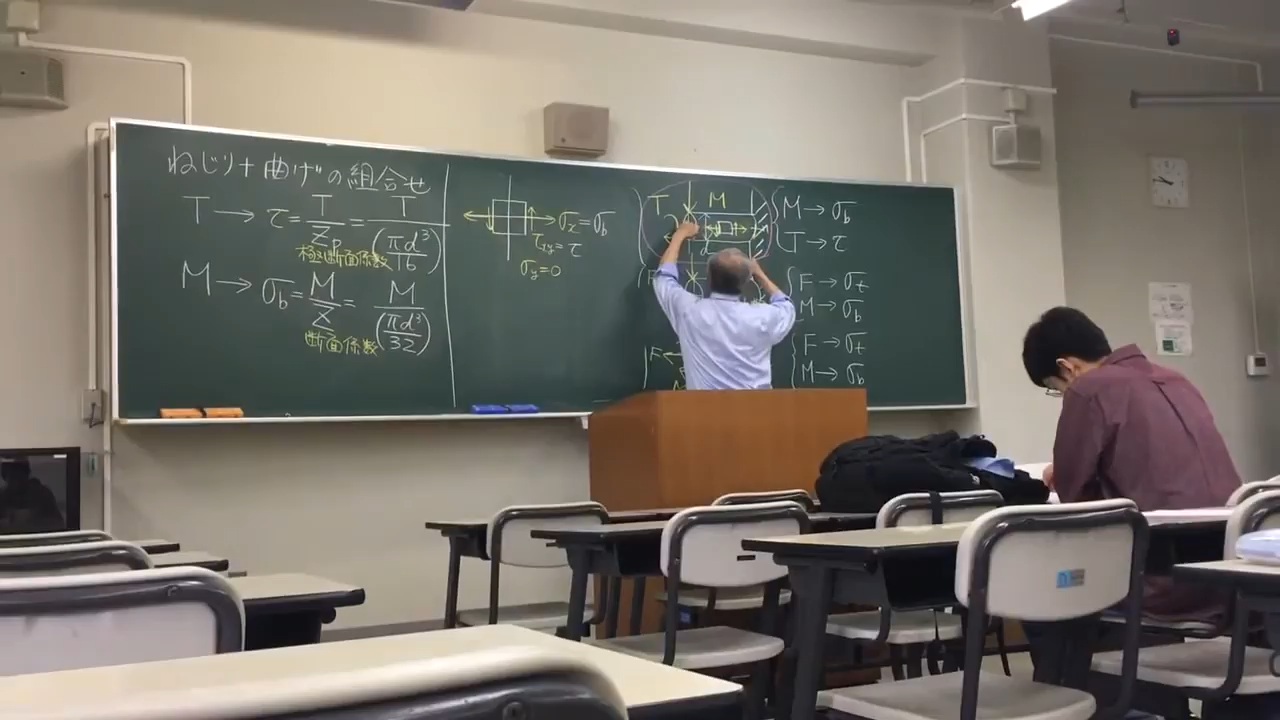 ねじり+曲げの組合せ
T → τ = T/Zp = T/(πd³/16)
極断面係数
M → σb = M/Z = M/(πd³/32)
断面係数
σx = σb
τxy = τ
σy = 0
T M
M → σb
T → τ
F → σt
M → σb
F
F → σt
M → σb